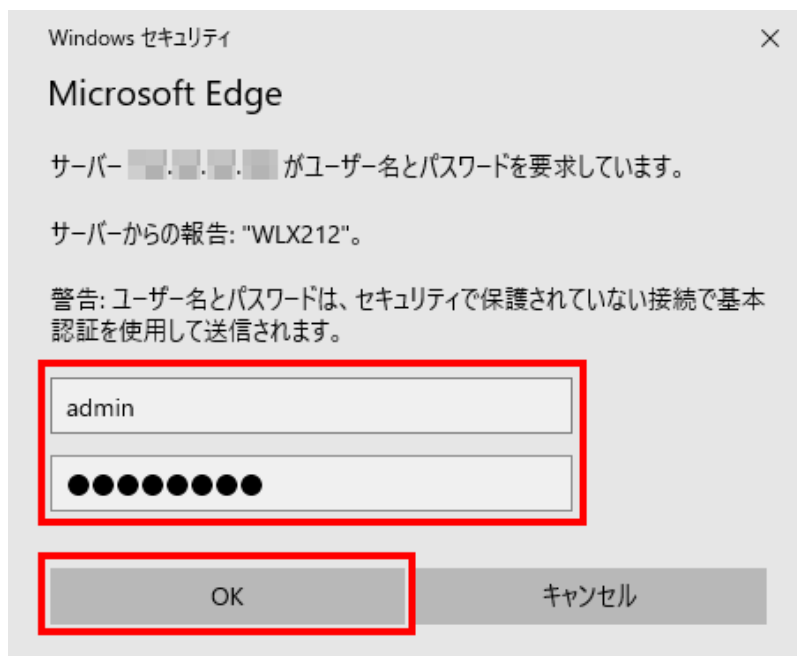 Windows セキュリティ
Microsoft Edge
サーバー . . . がユーザー名とパスワードを要求しています。
サーバーからの報告: "WLX212"。
警告: ユーザー名とパスワードは、セキュリティで保護されていない接続で基本
認証を使用して送信されます。
admin
●●●●●●●●
OK
キャンセル